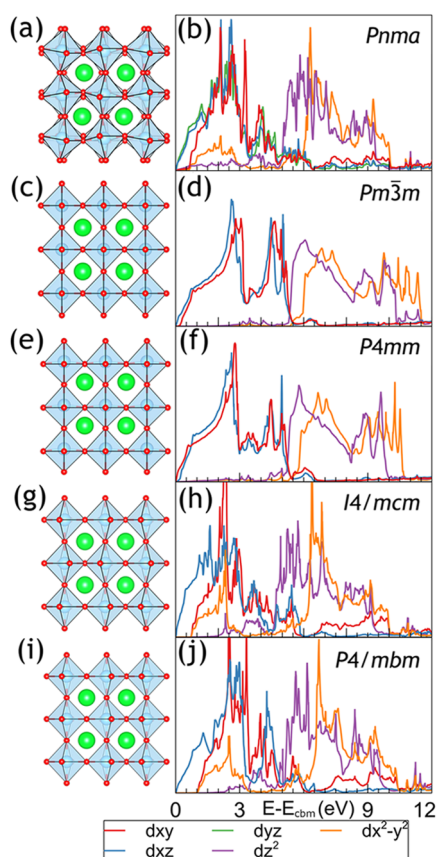 (a) (b) Pnma
(c) (d) Pm3̅m
(e) (f) P4mm
(g) (h) I4/mcm
(i) (j) P4/mbm
0 3 E-Ecbm (eV) 9 12
dxy dyz dx²-y²
dxz dz²